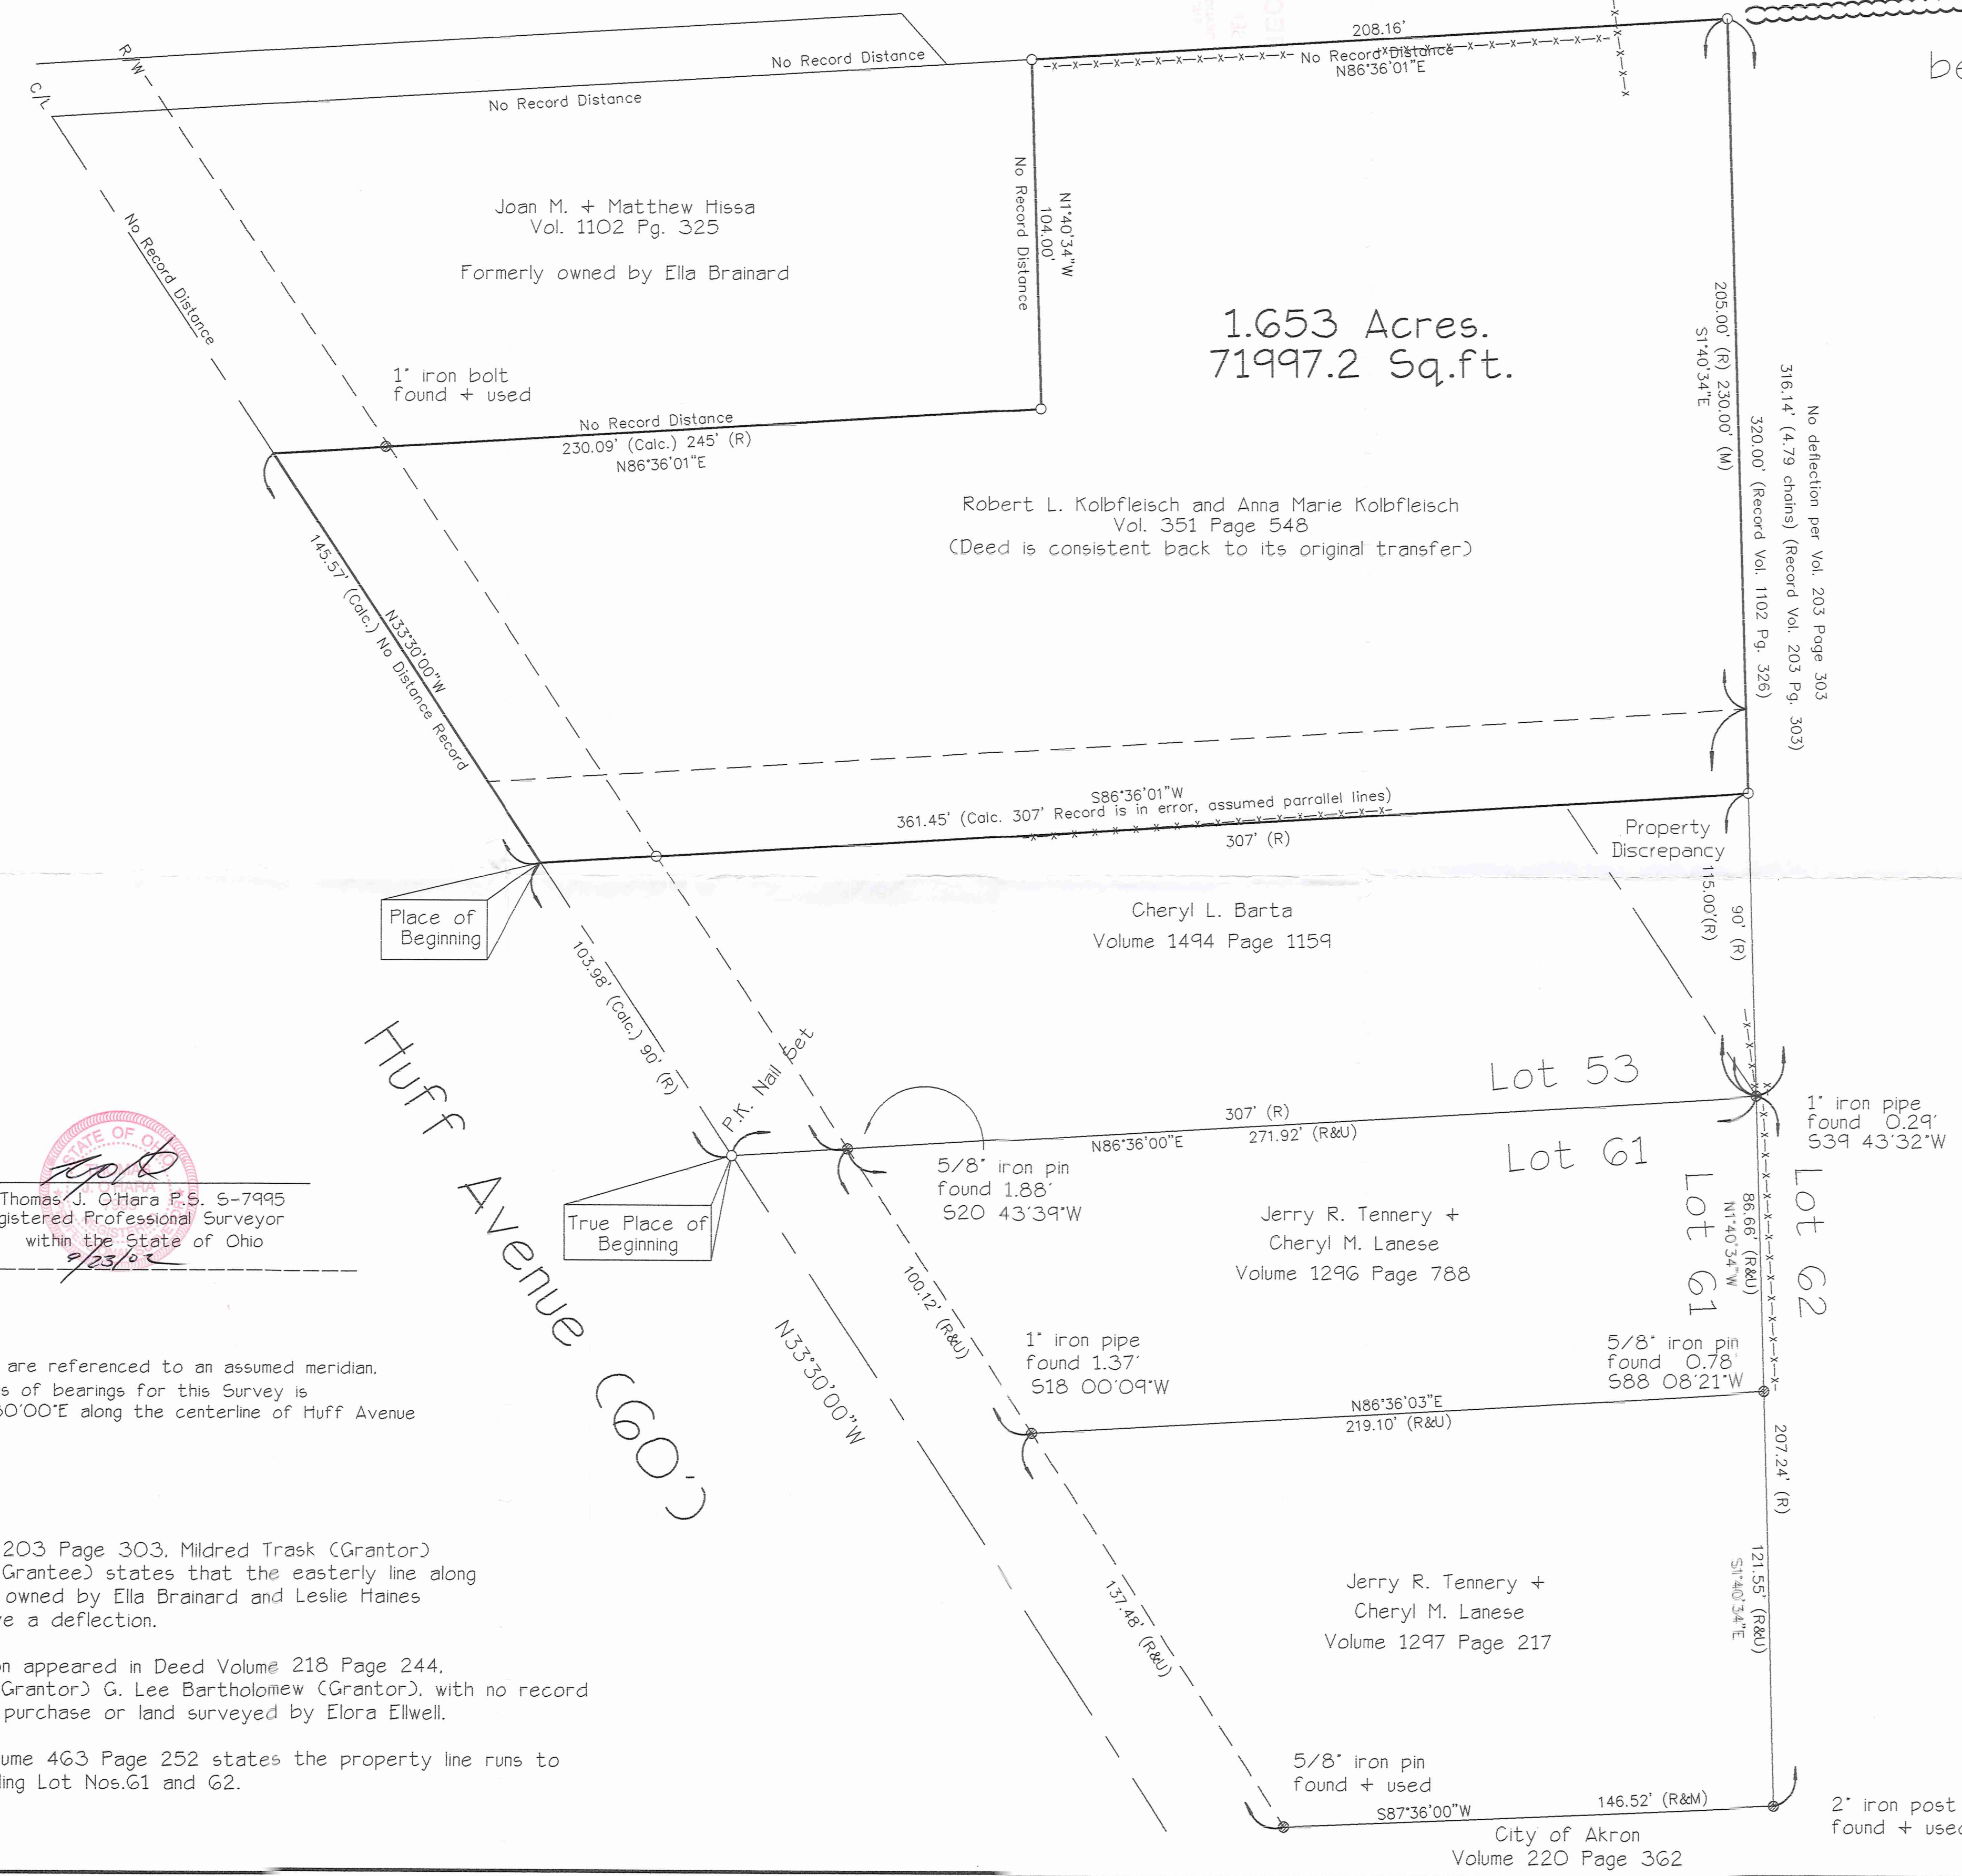 208.16'
No Record Distance
N86°36'01"E
be
R/W
C/L
No Record Distance
No Record Distance
No Record Distance
Joan M. + Matthew Hissa
Vol. 1102 Pg. 325
Formerly owned by Ella Brainard
No Record Distance
N1°40'34"W
104.00'
1.653 Acres.
71997.2 Sq.ft.
205.00' (R) 230.00' (M)
S1°40'34"E
No deflection per Vol. 203 Page 303
316.14' (4.79 chains) (Record Vol. 203 Pg. 303)
320.00' (Record Vol. 1102 Pg. 326)
1" iron bolt
found + used
No Record Distance
230.09' (Calc.) 245' (R)
N86°36'01"E
Robert L. Kolbfleisch and Anna Marie Kolbfleisch
Vol. 351 Page 548
(Deed is consistent back to its original transfer)
N33°30'00"W
145.57' (Calc.) No Distance Record
S86°36'01"W
361.45' (Calc. 307' Record is in error, assumed parrallel lines)
307' (R)
Property
Discrepancy
115.00'(R)
90' (R)
Place of
Beginning
Cheryl L. Barta
Volume 1494 Page 1159
103.98' (Calc.) 90' (R)
P.K. Nail Set
Huff Avenue (60')
Lot 53
307' (R)
N86°36'00"E
271.92' (R&U)
Lot 61
1" iron pipe
found 0.29'
S39 43'32"W
True Place of
Beginning
5/8" iron pin
found 1.88'
S20 43'39"W
Jerry R. Tennery +
Cheryl M. Lanese
Volume 1296 Page 788
Lot 61
N1°40'34"W
86.66' (R&U)
Lot 62
STATE OF OHIO
THOMAS
J. O'HARA
Thomas J. O'Hara P.S. S-7995
gistered Professional Surveyor
within the State of Ohio
9/23/02
100.12' (R&U)
N33°30'00"W
1" iron pipe
found 1.37'
S18 00'09"W
5/8" iron pin
found 0.78'
S88 08'21"W
N86°36'03"E
219.10' (R&U)
207.24' (R)
are referenced to an assumed meridian,
s of bearings for this Survey is
30'00"E along the centerline of Huff Avenue
203 Page 303, Mildred Trask (Grantor)
Grantee) states that the easterly line along
owned by Ella Brainard and Leslie Haines
ve a deflection.
n appeared in Deed Volume 218 Page 244,
Grantor) G. Lee Bartholomew (Grantor), with no record
purchase or land surveyed by Elora Ellwell.
ume 463 Page 252 states the property line runs to
ing Lot Nos.61 and 62.
137.48' (R&U)
Jerry R. Tennery +
Cheryl M. Lanese
Volume 1297 Page 217
121.55' (R&U)
S1°40'34"E
5/8" iron pin
found + used
S87°36'00"W
146.52' (R&M)
City of Akron
Volume 220 Page 362
2" iron post
found + used